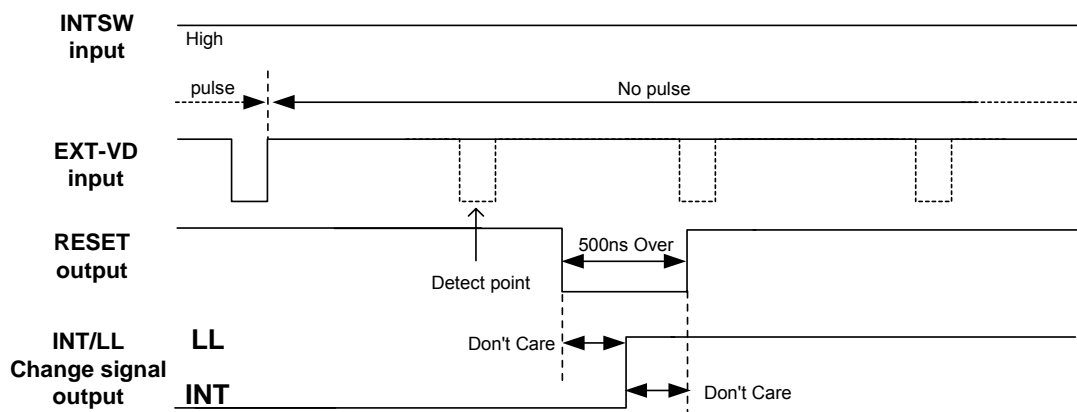 INTSW
input
High
pulse
No pulse
EXT-VD
input
RESET
output
500ns Over
Detect point
INT/LL
Change signal
output
LL
INT
Don't Care
Don't Care